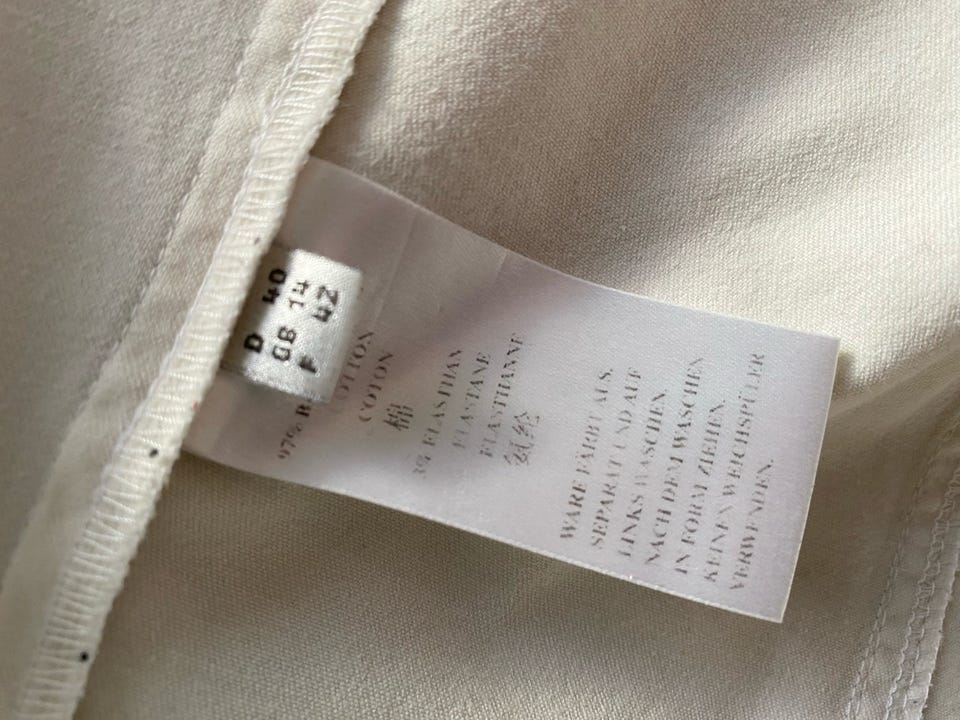 D 40
GB 14
F 42
97% B COTTON
COTON
棉
3% ELASTHAN
ELASTANE
ELASTHANNE
氨纶
WARE FÄRBT AUS.
SEPARAT UND AUF
LINKS WASCHEN.
NACH DEM WASCHEN
IN FORM ZIEHEN.
KEINEN WEICHSPÜLER
VERWENDEN.